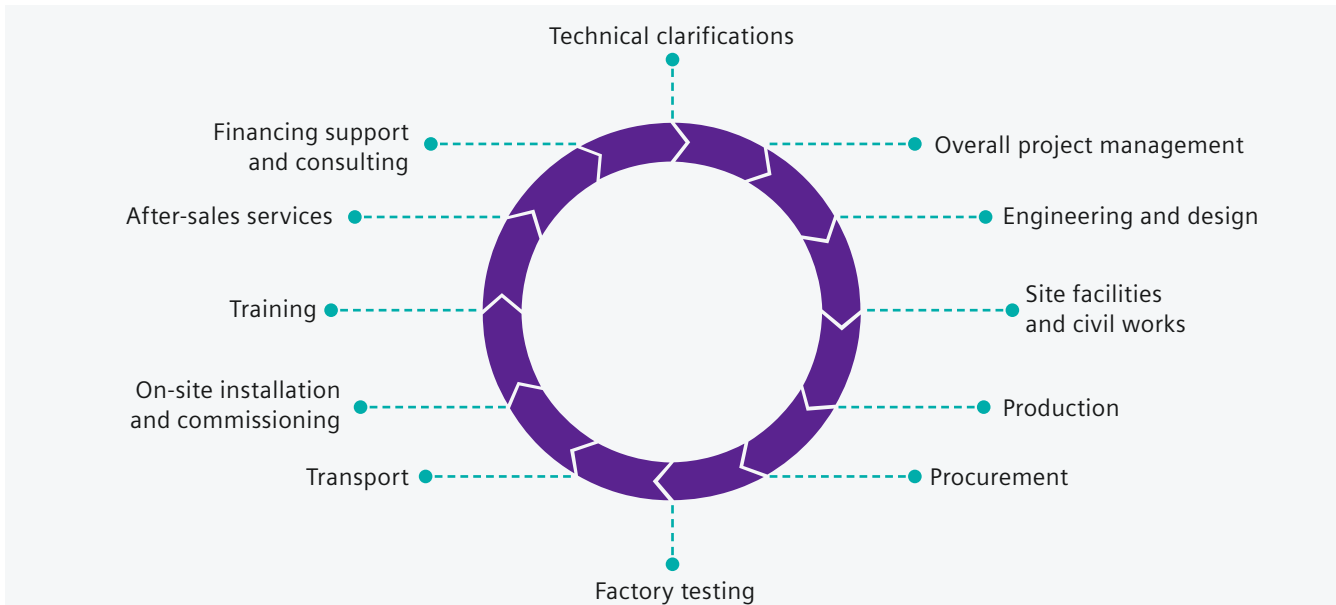 Technical clarifications
Overall project management
Engineering and design
Site facilities
and civil works
Production
Procurement
Factory testing
Transport
On-site installation
and commissioning
Training
After-sales services
Financing support
and consulting